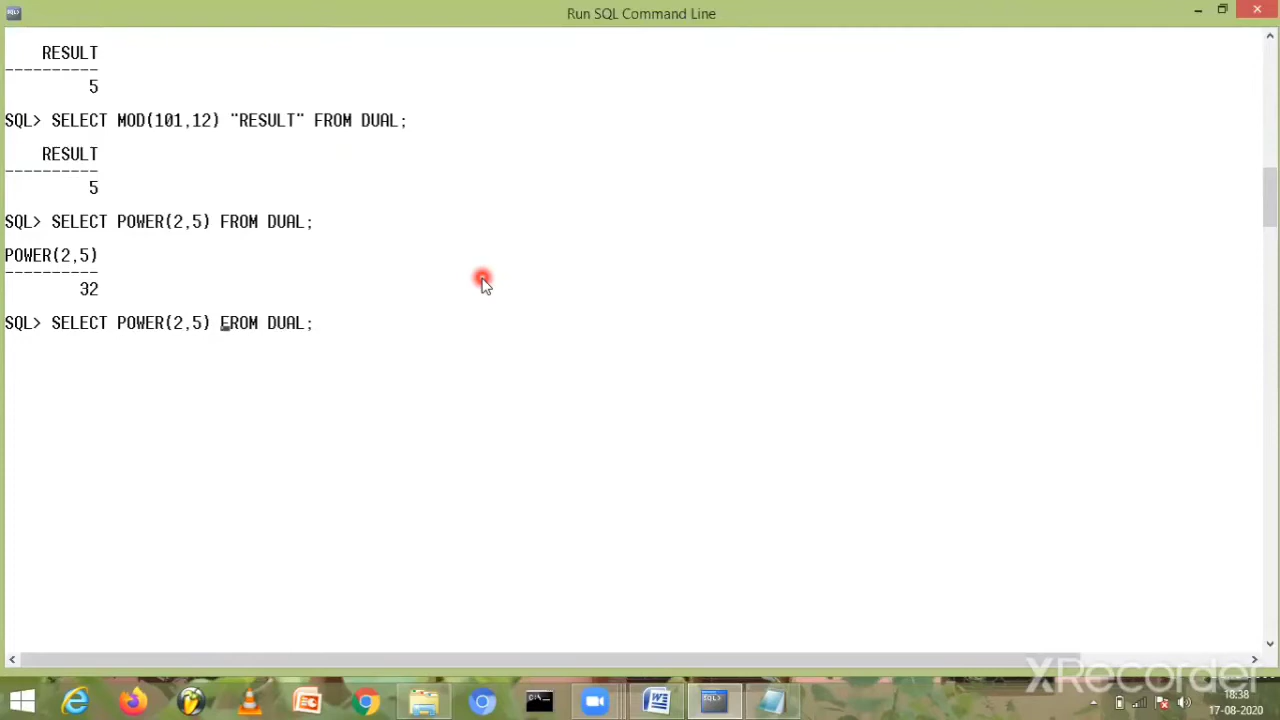 Run SQL Command Line
RESULT
----------
5
SQL> SELECT MOD(101,12) "RESULT" FROM DUAL;
RESULT
----------
5
SQL> SELECT POWER(2,5) FROM DUAL;
POWER(2,5)
----------
32
SQL> SELECT POWER(2,5) FROM DUAL;
XRecorder
18:38
17-08-2020